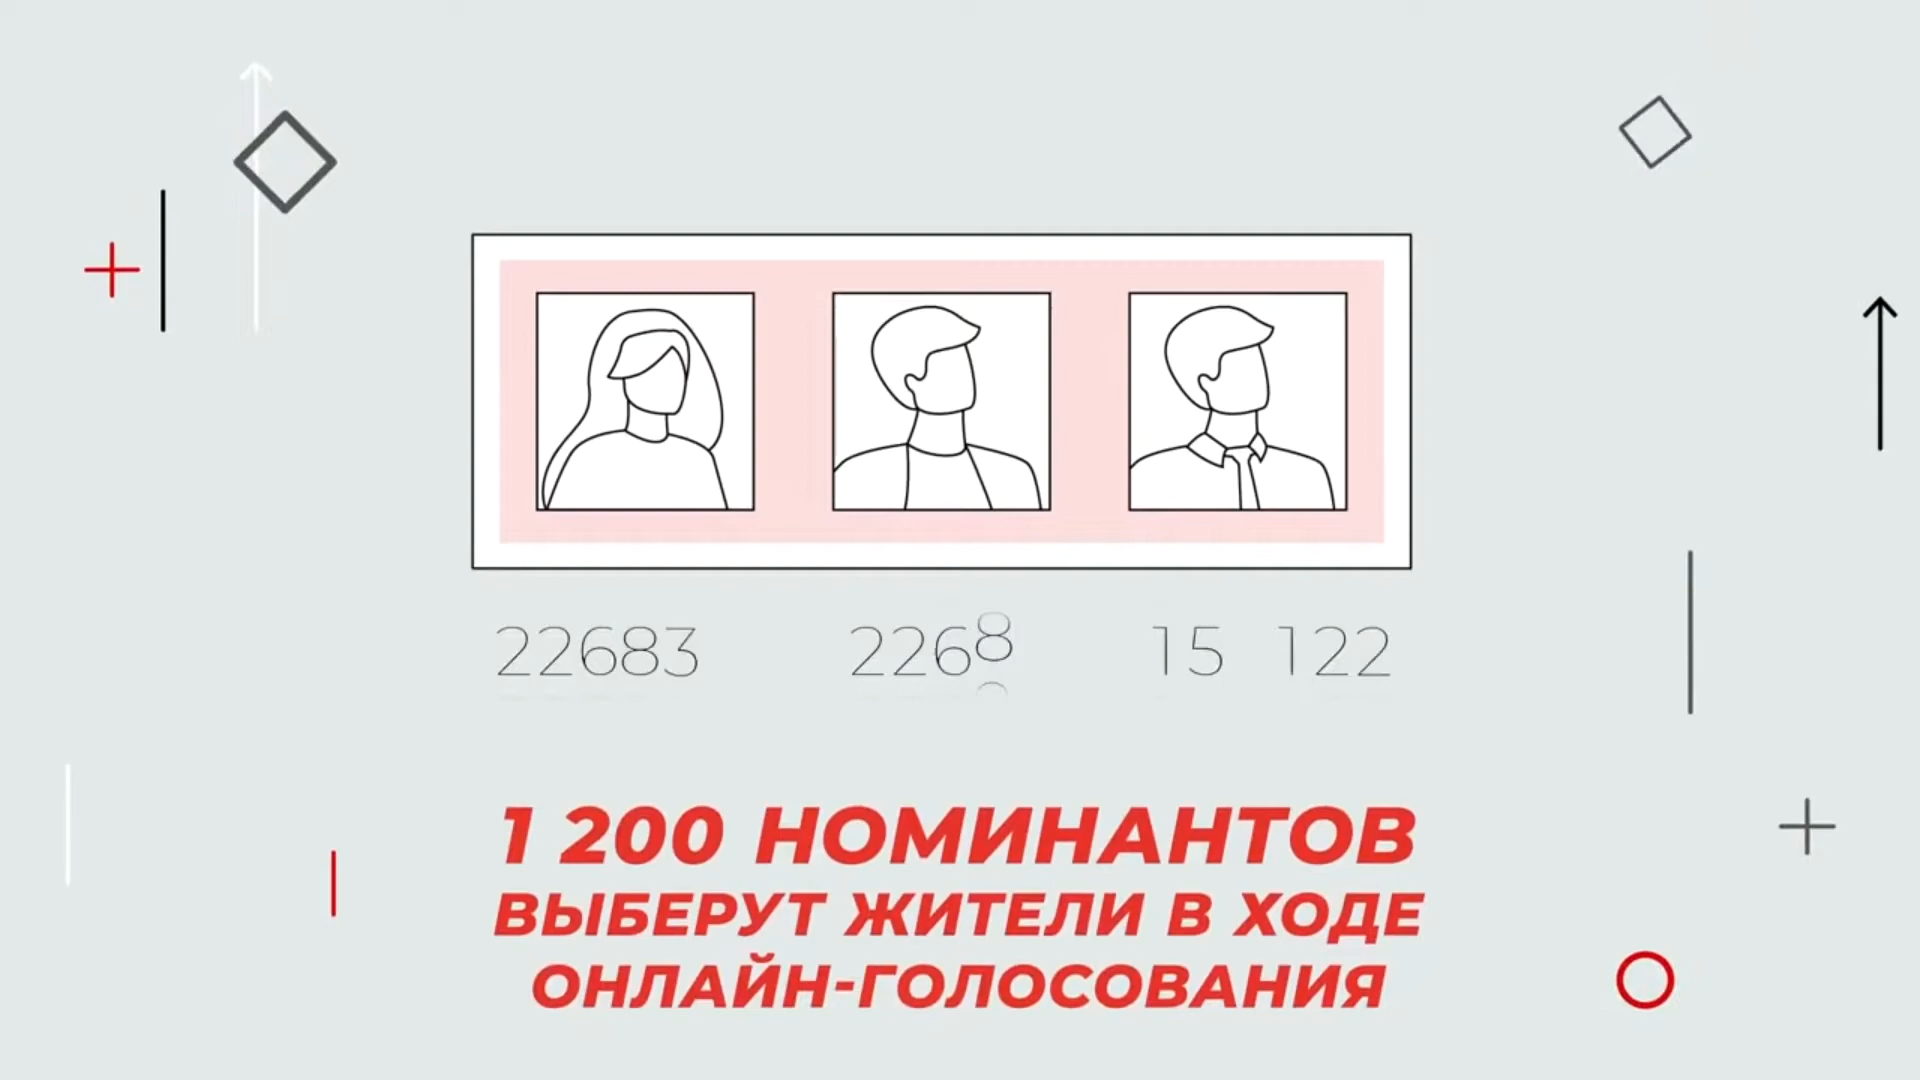 22683 2268 15 122
1 200 НОМИНАНТОВ
ВЫБЕРУТ ЖИТЕЛИ В ХОДЕ
ОНЛАЙН-ГОЛОСОВАНИЯ